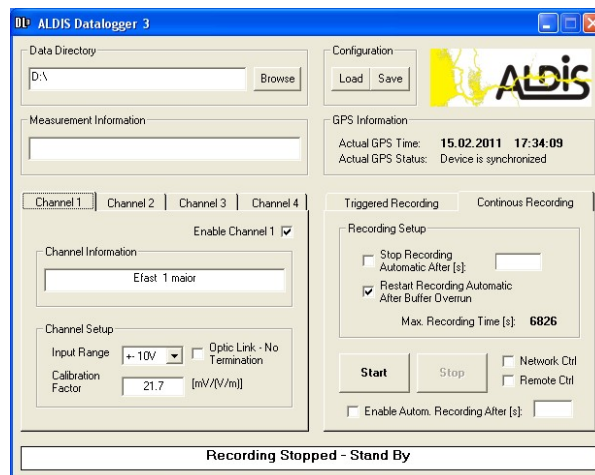 DL ALDIS Datalogger 3
Data Directory
D:\
Browse
Configuration
Load Save
ALDIS
Measurement Information
GPS Information
Actual GPS Time: 15.02.2011 17:34:09
Actual GPS Status: Device is synchronized
Channel 1 Channel 2 Channel 3 Channel 4
Enable Channel 1
Channel Information
Efast 1 maior
Channel Setup
Input Range +- 10V Optic Link - No
Termination
Calibration
Factor 21.7 [mV/(V/m)]
Triggered Recording Continous Recording
Recording Setup
Stop Recording
Automatic After [s]:
Restart Recording Automatic
After Buffer Overrun
Max. Recording Time [s]: 6826
Start Stop
Network Ctrl
Remote Ctrl
Enable Autom. Recording After [s]:
Recording Stopped - Stand By